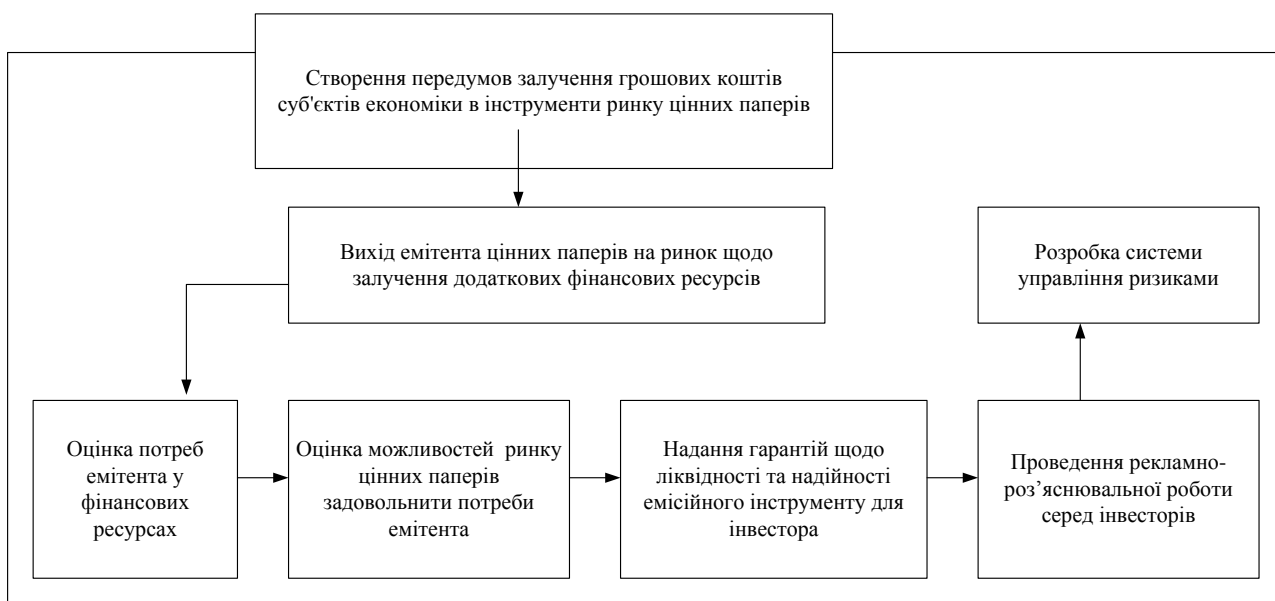 Створення передумов залучення грошових коштів
суб'єктів економіки в інструменти ринку цінних паперів
Вихід емітента цінних паперів на ринок щодо
залучення додаткових фінансових ресурсів
Розробка системи
управління ризиками
Оцінка потреб
емітента у
фінансових
ресурсах
Оцінка можливостей ринку
цінних паперів
задовольнити потреби
емітента
Надання гарантій щодо
ліквідності та надійності
емісійного інструменту для
інвестора
Проведення рекламно-
роз’яснювальної роботи
серед інвесторів